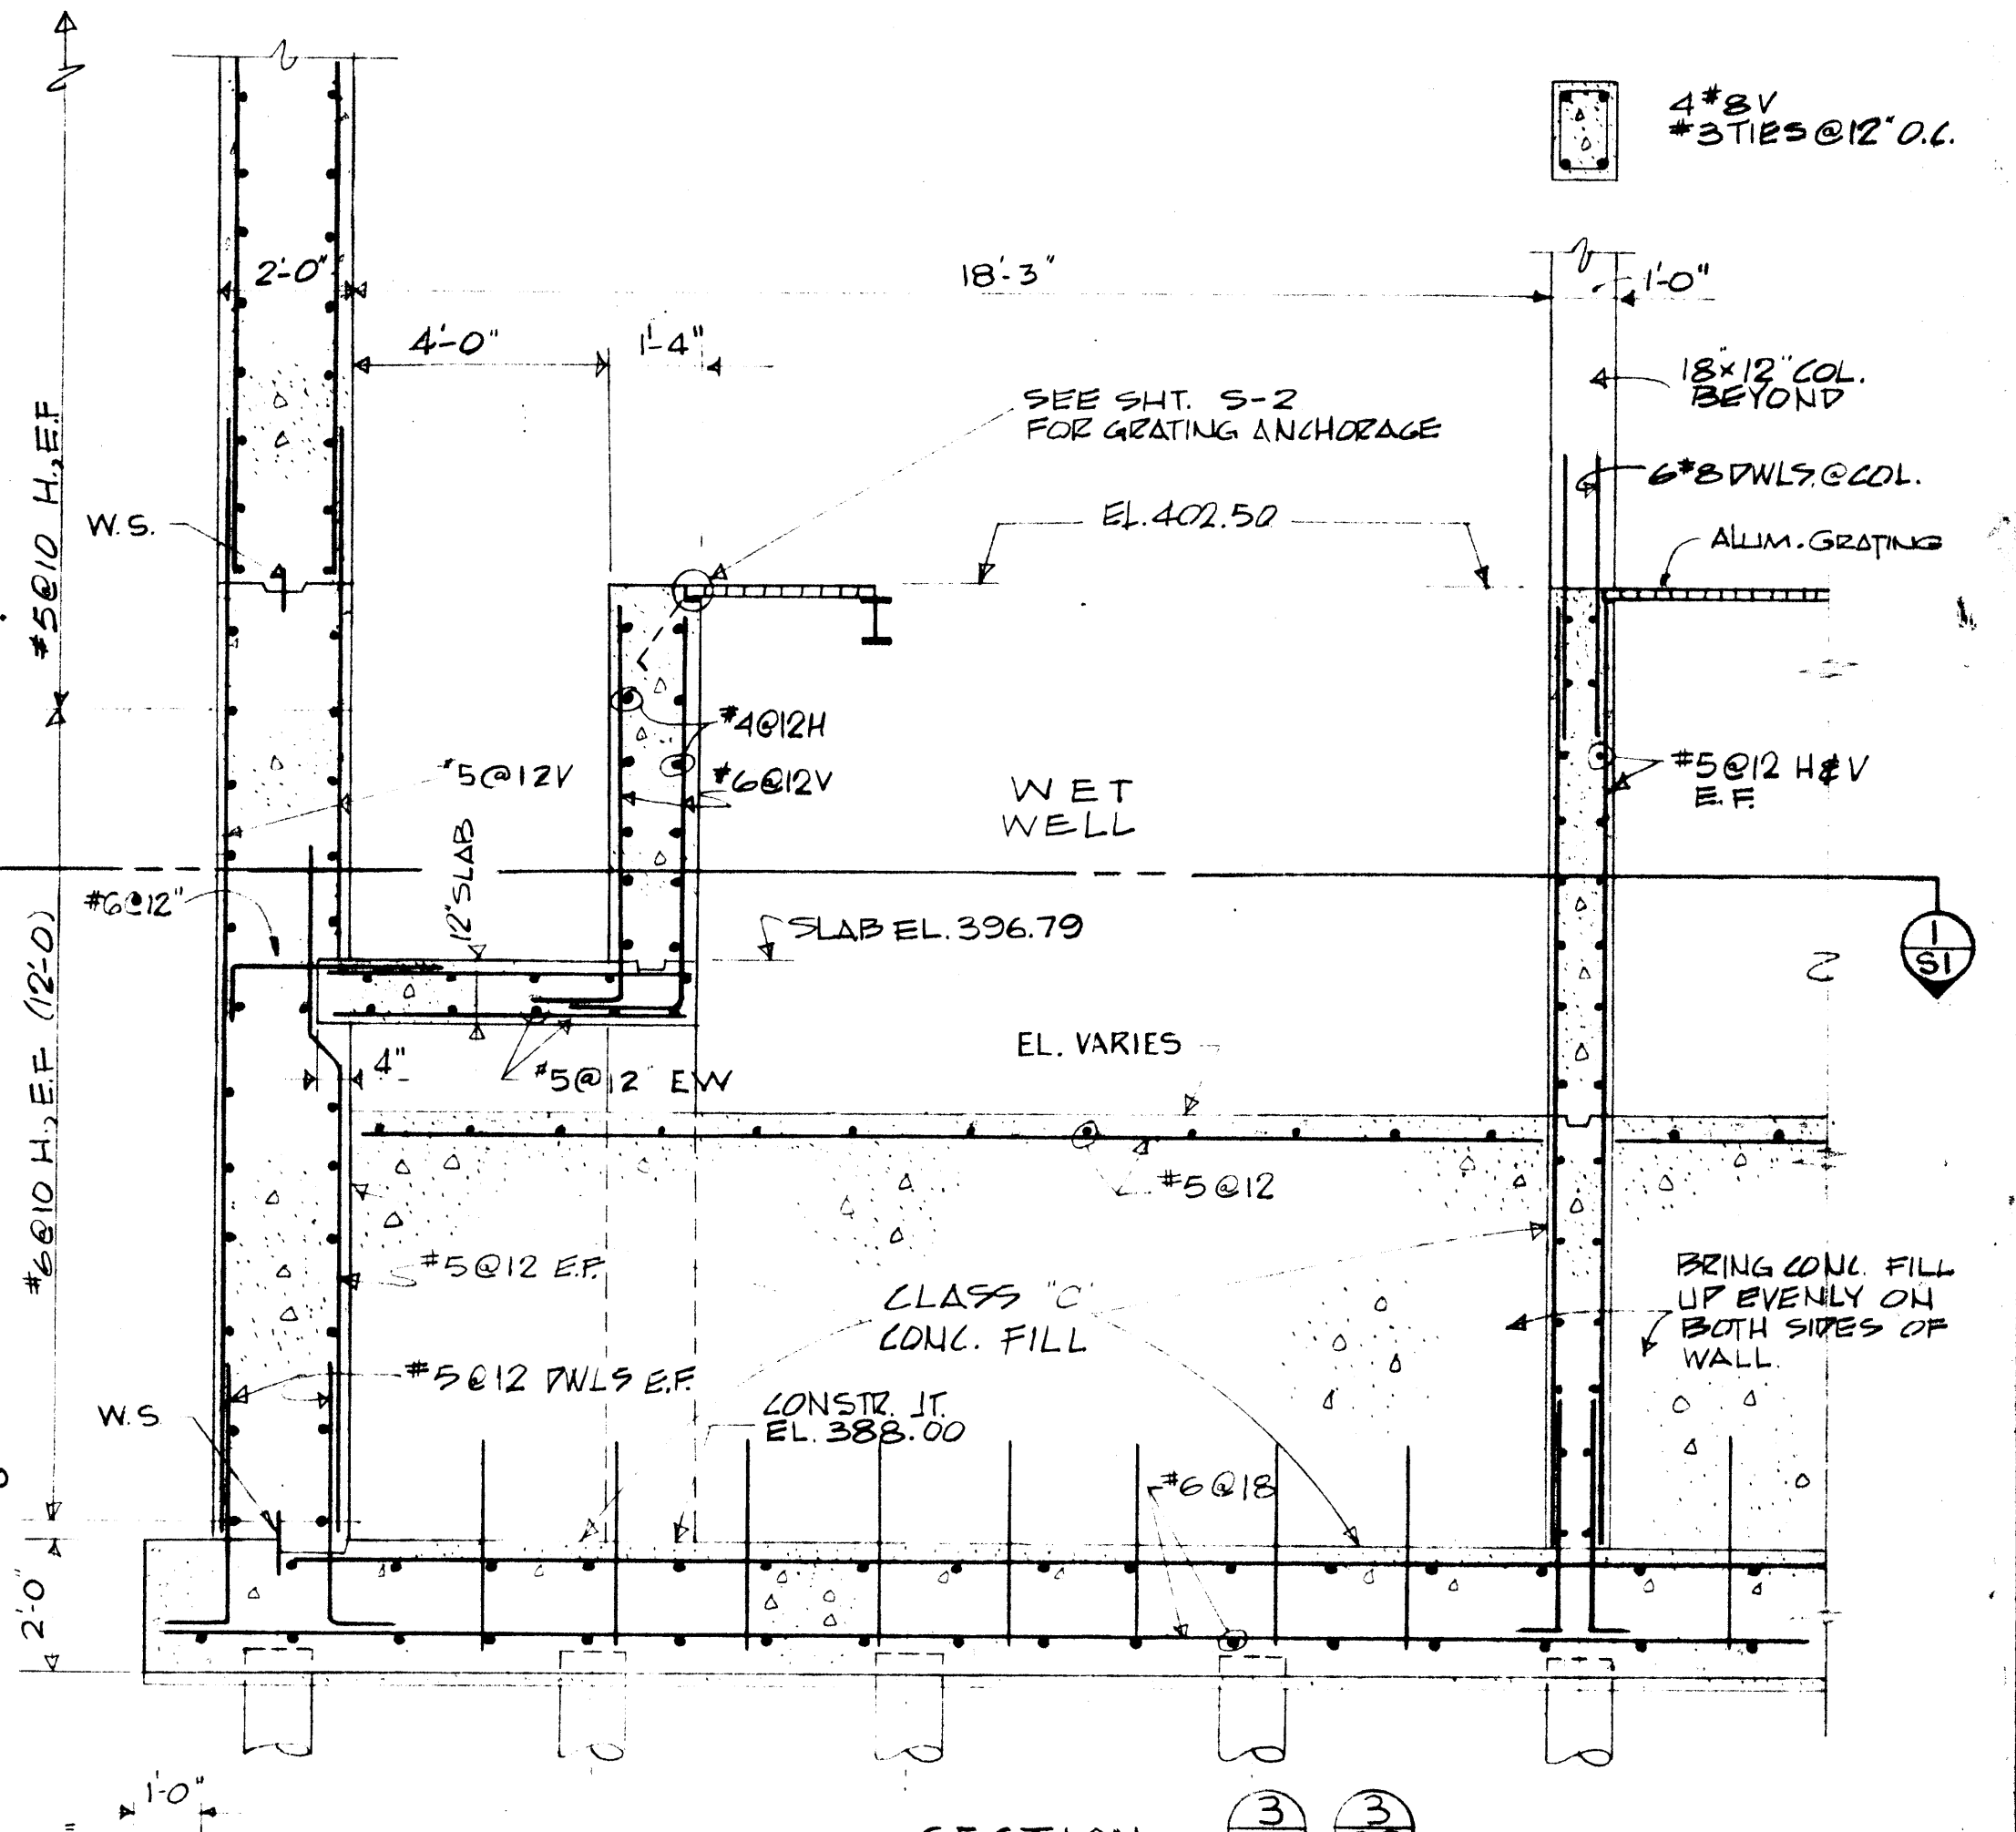 4 #8 V
#3 TIES @ 12" O.C.
2'-0"
18'-3"
1'-0"
4'-0"
1'-4"
18"x12" COL.
BEYOND
SEE SHT. S-2
FOR GRATING ANCHORAGE
#5@10 H., E.F
6 #8 DWLS. @ COL.
W.S.
EL. 402.50
ALUM. GRATING
#4@12H
#5@12V
#6@12V
WET
WELL
#5@12 H & V
E.F.
12" SLAB
#6@12"
SLAB EL. 396.79
1
S1
#6@10 H., E.F (12'-0)
EL. VARIES
4"
#5@12" EW
#5@12
#5@12 E.F.
CLASS "C"
CONC. FILL
BRING CONC. FILL
UP EVENLY ON
BOTH SIDES OF
WALL.
#5@12 DWLS E.F.
CONSTR. JT.
EL. 388.00
W.S
#6@18
2'-0"
1'-0"
SECTION
3
3